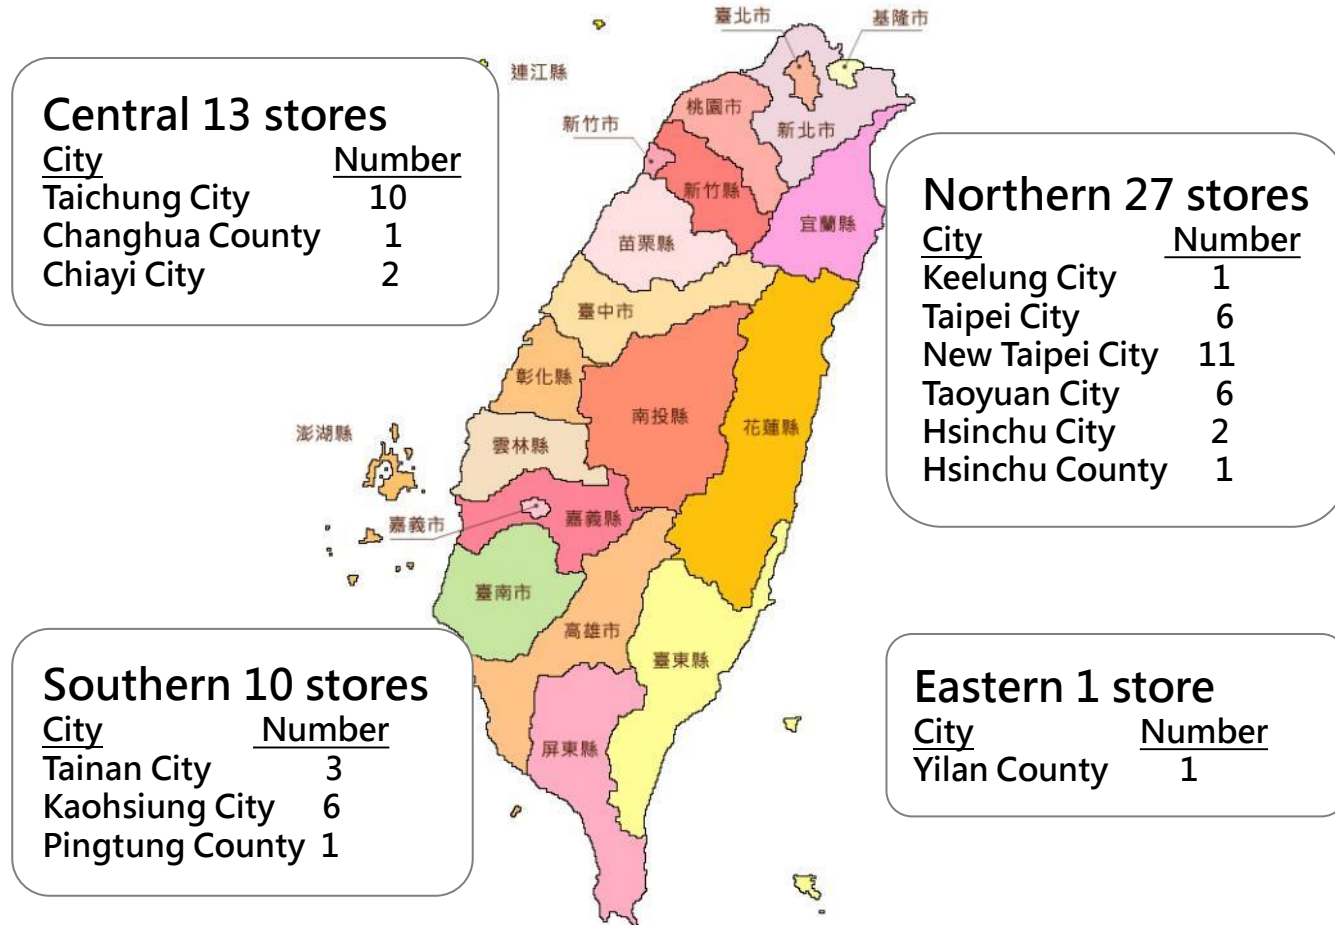 Central 13 stores
City Number
Taichung City 10
Changhua County 1
Chiayi City 2
Northern 27 stores
City Number
Keelung City 1
Taipei City 6
New Taipei City 11
Taoyuan City 6
Hsinchu City 2
Hsinchu County 1
Southern 10 stores
City Number
Tainan City 3
Kaohsiung City 6
Pingtung County 1
Eastern 1 store
City Number
Yilan County 1
臺北市
基隆市
連江縣
桃園市
新北市
新竹市
新竹縣
宜蘭縣
苗栗縣
臺中市
彰化縣
南投縣
花蓮縣
澎湖縣
雲林縣
嘉義市
嘉義縣
臺南市
高雄市
臺東縣
屏東縣